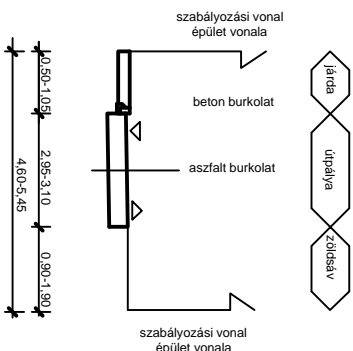 szabályozási vonal
épület vonala
0,50-1,05
járda
beton burkolat
2,95-3,10
4,60-5,45
aszfalt burkolat
útpálya
0,90-1,90
zöldsáv
szabályozási vonal
épület vonala